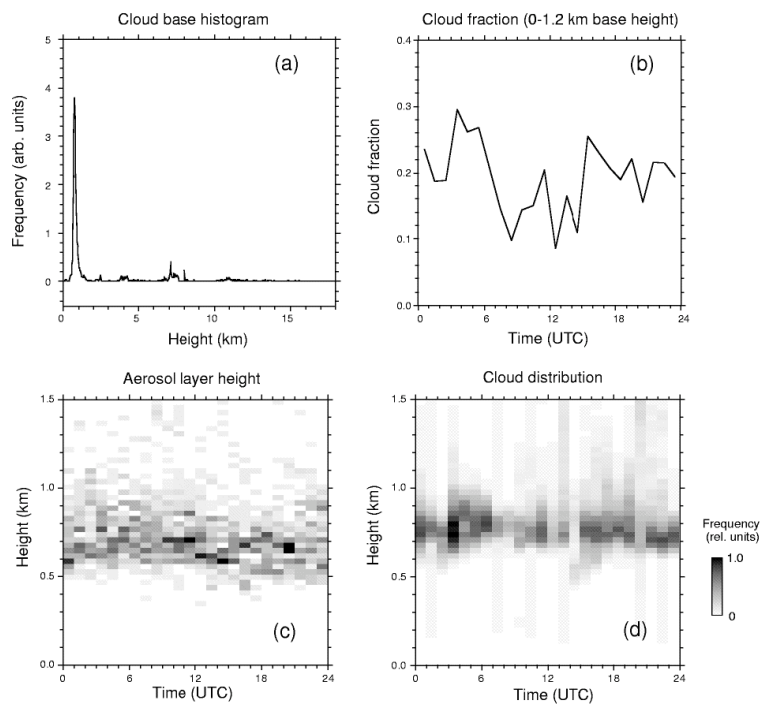 Cloud base histogram
Cloud fraction (0-1.2 km base height)
5
4
3
2
1
0
Frequency (arb. units)
(a)
0
5
10
15
Height (km)
0.4
0.3
0.2
0.1
0.0
Cloud fraction
(b)
0
6
12
18
24
Time (UTC)
Aerosol layer height
Cloud distribution
1.5
1.0
0.5
0.0
Height (km)
(c)
0
6
12
18
24
Time (UTC)
1.5
1.0
0.5
0.0
Height (km)
(d)
0
6
12
18
24
Time (UTC)
Frequency
(rel. units)
1.0
0